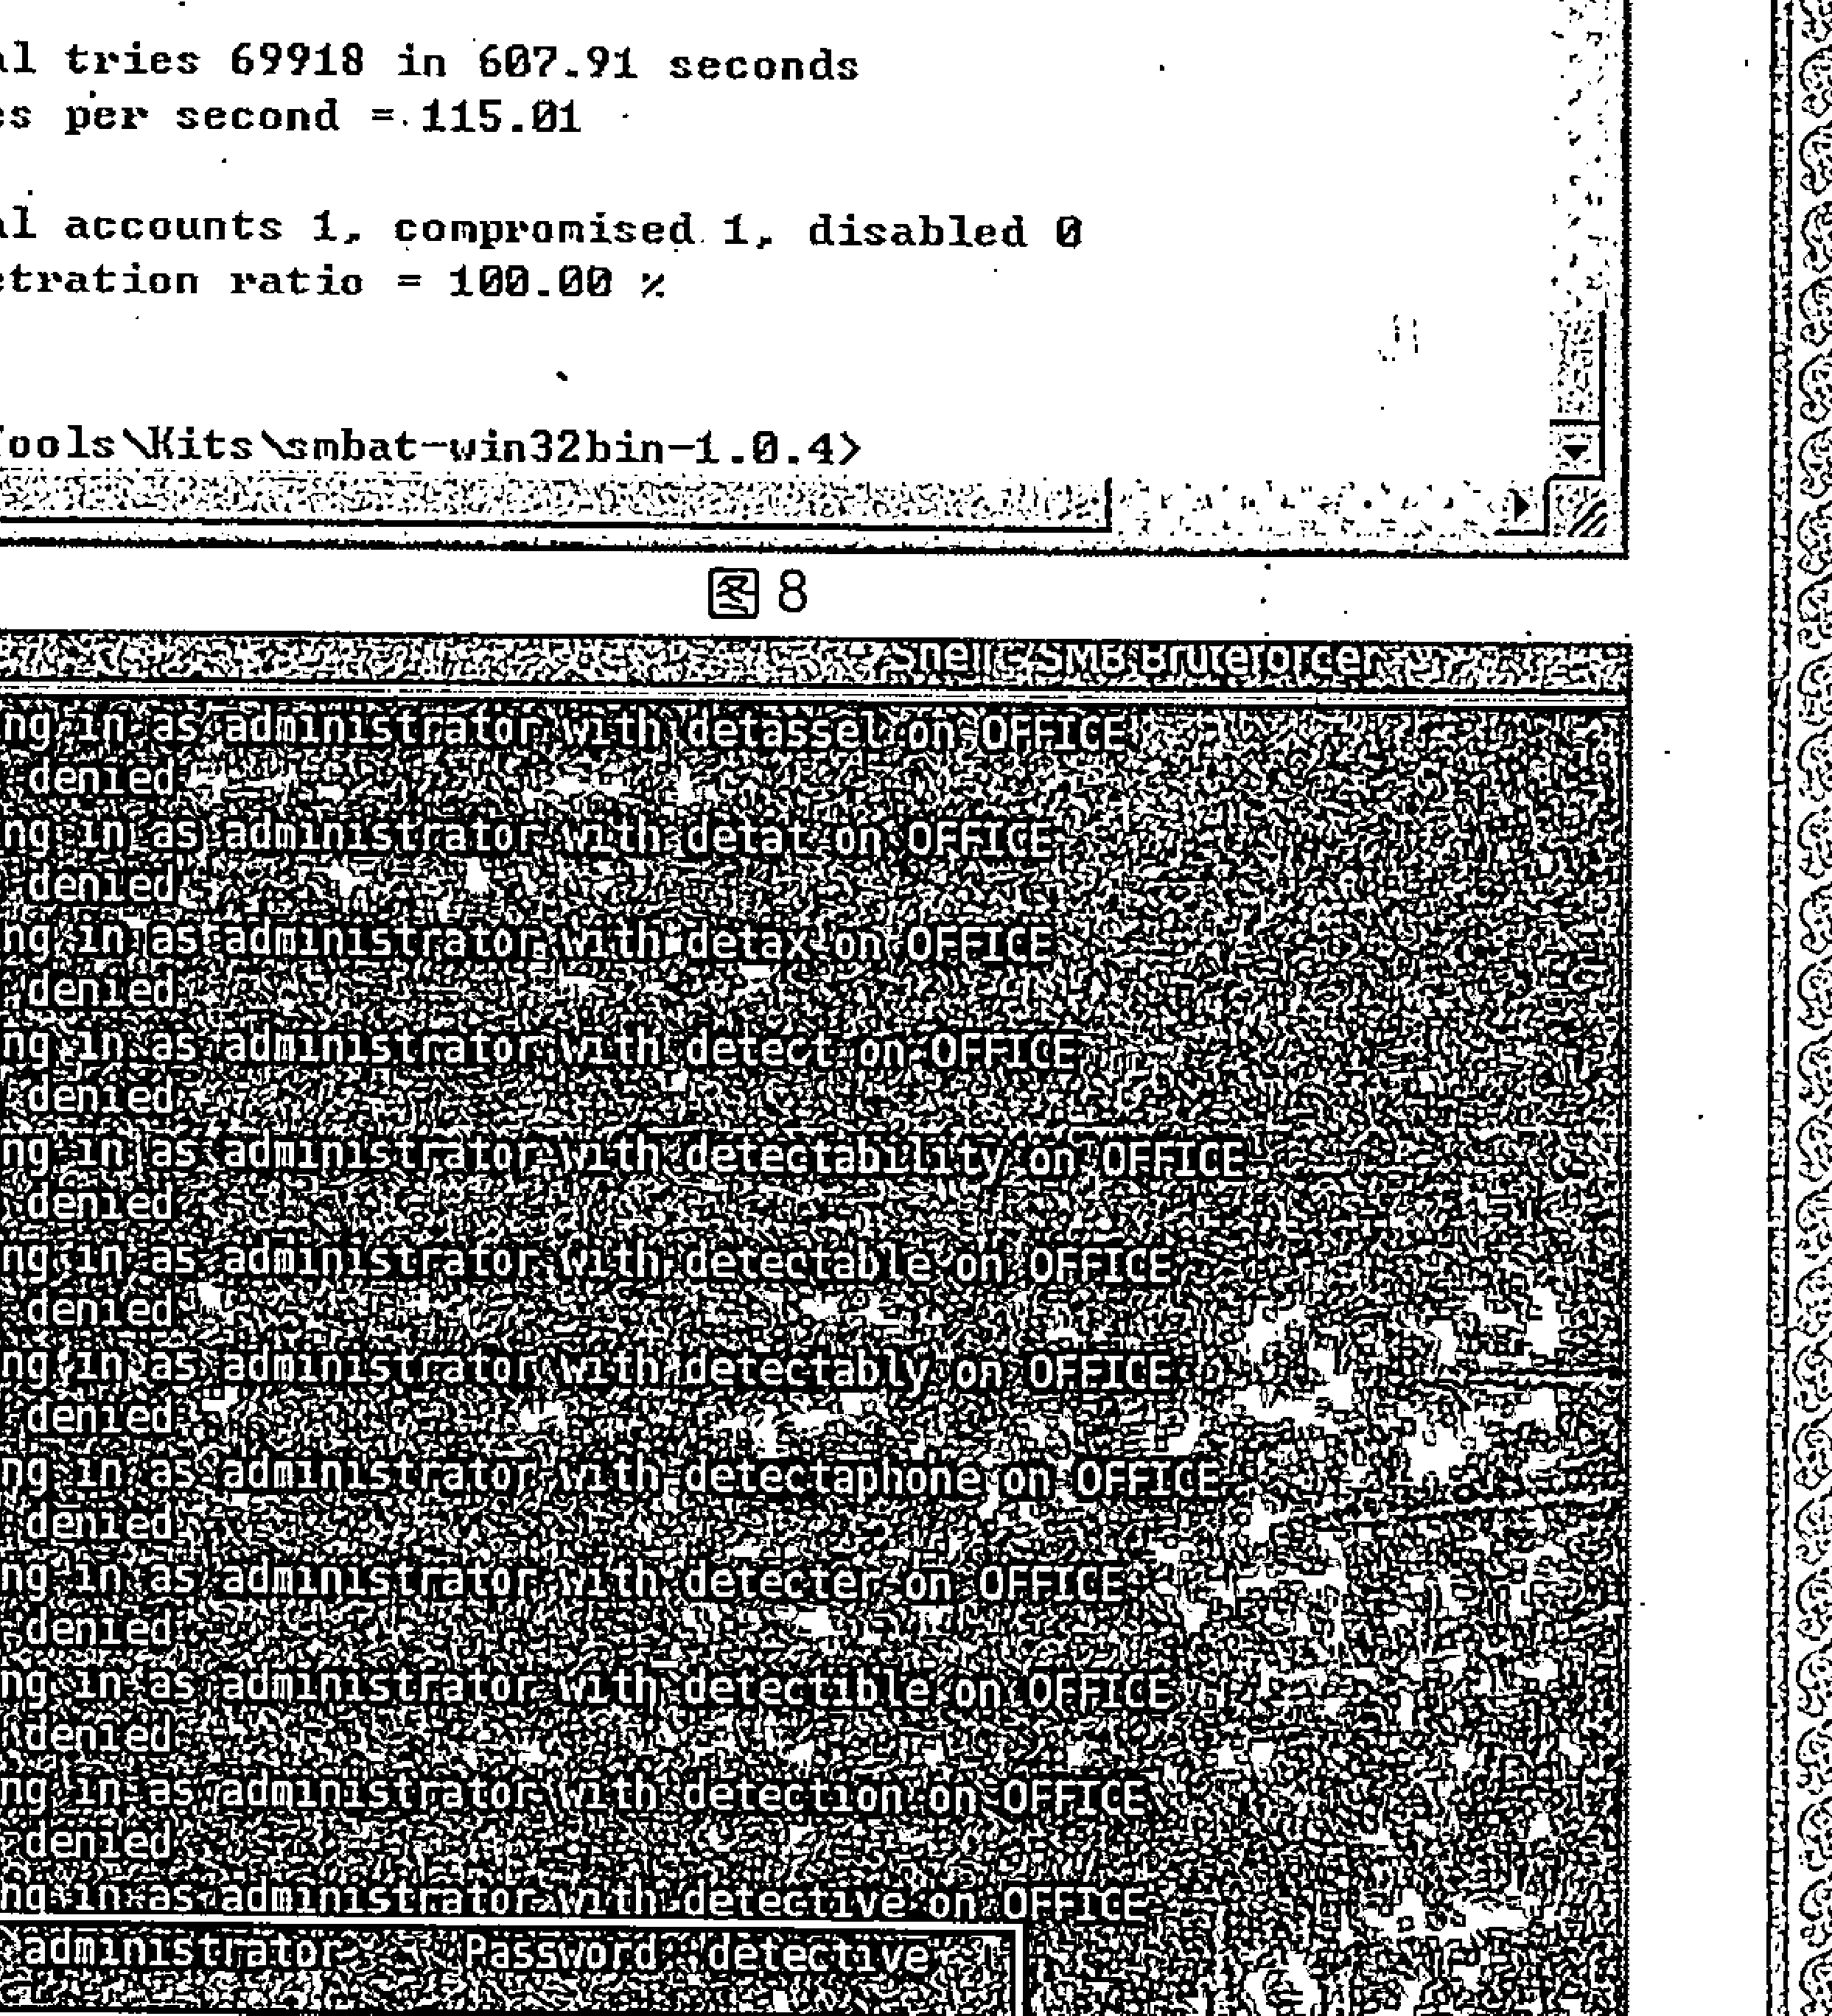 al tries 69918 in 607.91 seconds
es per second = 115.01
al accounts 1, compromised 1, disabled 0
etration ratio = 100.00 %
ools\Kits\smbat-win32bin-1.0.4>
图 8
Shell - SMB Bruteforcer
ng in as administrator with detassel on OFFICE
denied
ng in as administrator with detat on OFFICE
denied
ng in as administrator with detax on OFFICE
denied
ng in as administrator with detect on OFFICE
denied
ng in as administrator with detectability on OFFICE
denied
ng in as administrator with detectable on OFFICE
denied
ng in as administrator with detectably on OFFICE
denied
ng in as administrator with detectaphone on OFFICE
denied
ng in as administrator with detecter on OFFICE
denied
ng in as administrator with detectible on OFFICE
denied
ng in as administrator with detection on OFFICE
denied
ng in as administrator with detective on OFFICE
administrator Password detective